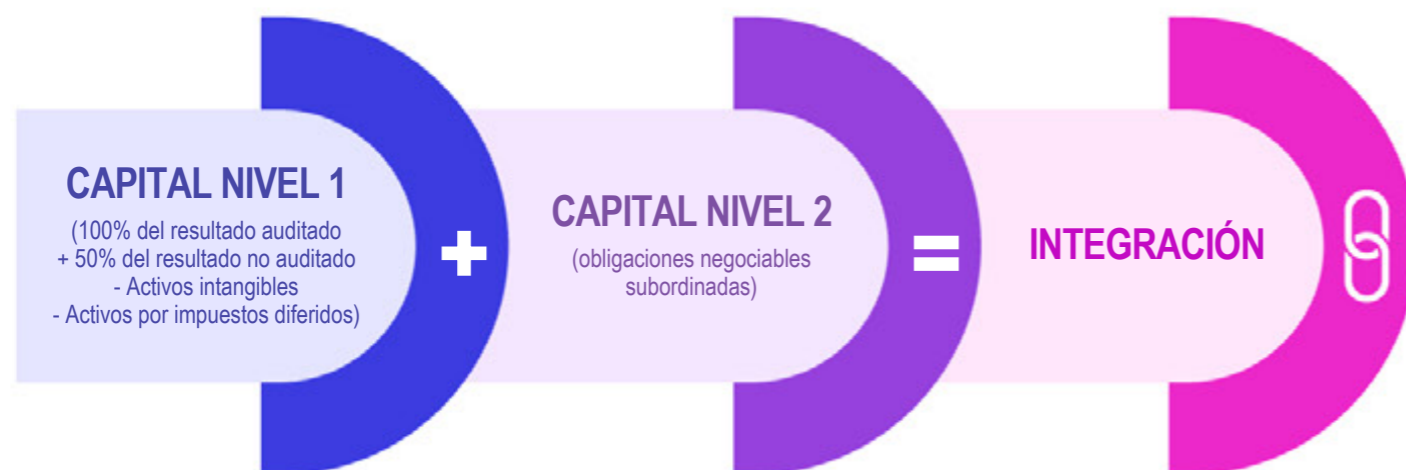 CAPITAL NIVEL 1
(100% del resultado auditado
+ 50% del resultado no auditado
- Activos intangibles
- Activos por impuestos diferidos)
+
CAPITAL NIVEL 2
(obligaciones negociables
subordinadas)
=
INTEGRACIÓN